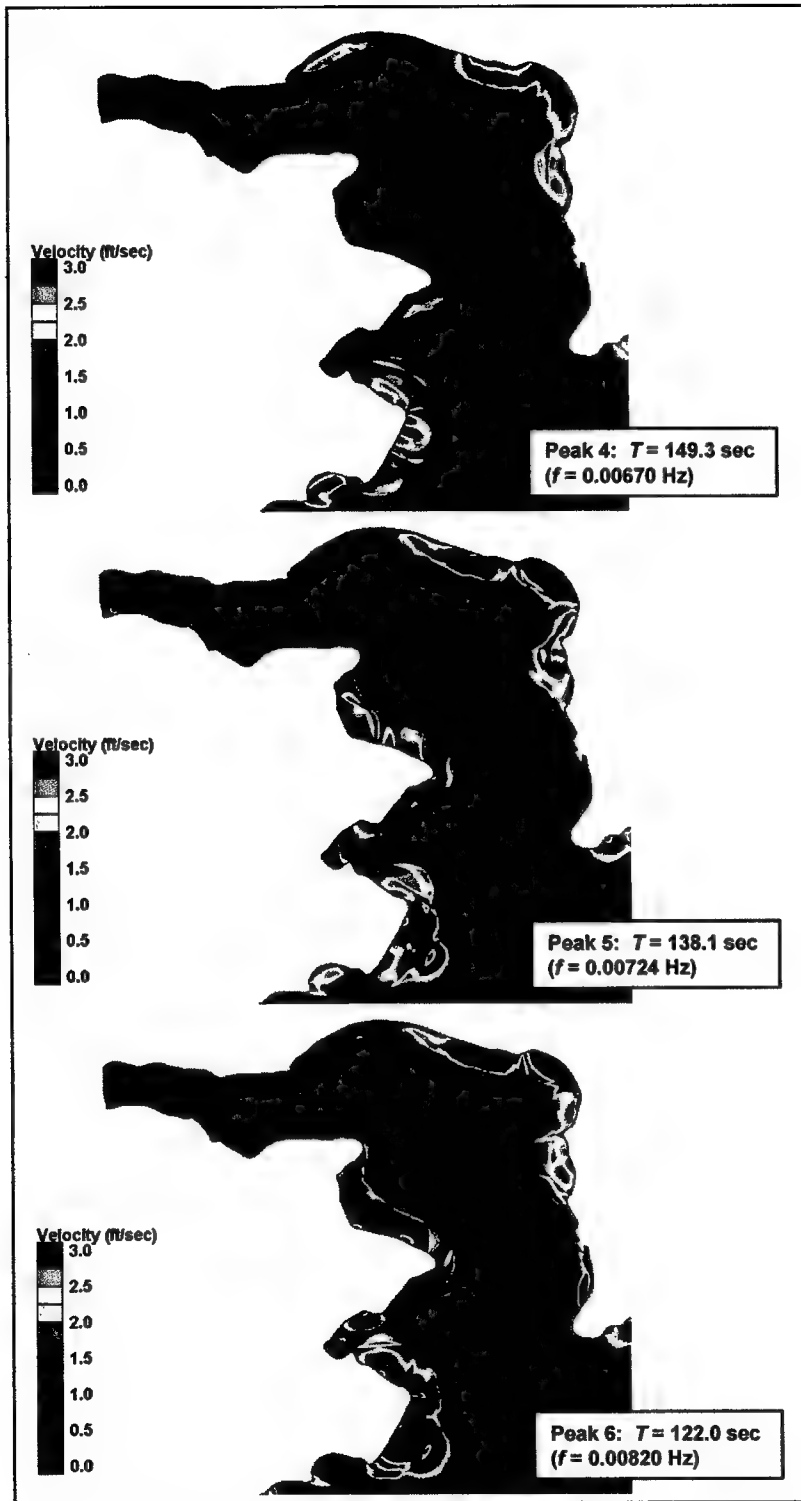 Velocity (ft/sec)
3.0
2.5
2.0
1.5
1.0
0.5
0.0
Peak 4: T = 149.3 sec
(f = 0.00670 Hz)
Velocity (ft/sec)
3.0
2.5
2.0
1.5
1.0
0.5
0.0
Peak 5: T = 138.1 sec
(f = 0.00724 Hz)
Velocity (ft/sec)
3.0
2.5
2.0
1.5
1.0
0.5
0.0
Peak 6: T = 122.0 sec
(f = 0.00820 Hz)